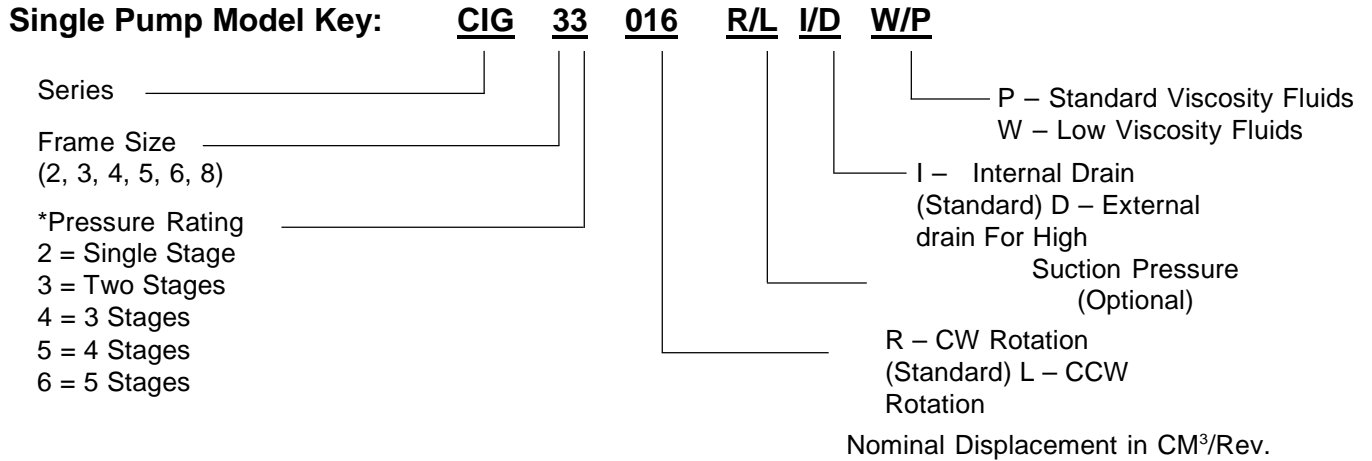 Single Pump Model Key: CIG 33 016 R/L I/D W/P
Series
Frame Size
(2, 3, 4, 5, 6, 8)
*Pressure Rating
2 = Single Stage
3 = Two Stages
4 = 3 Stages
5 = 4 Stages
6 = 5 Stages
P – Standard Viscosity Fluids
W – Low Viscosity Fluids
I – Internal Drain
(Standard) D – External
drain For High
Suction Pressure
(Optional)
R – CW Rotation
(Standard) L – CCW
Rotation
Nominal Displacement in CM³/Rev.